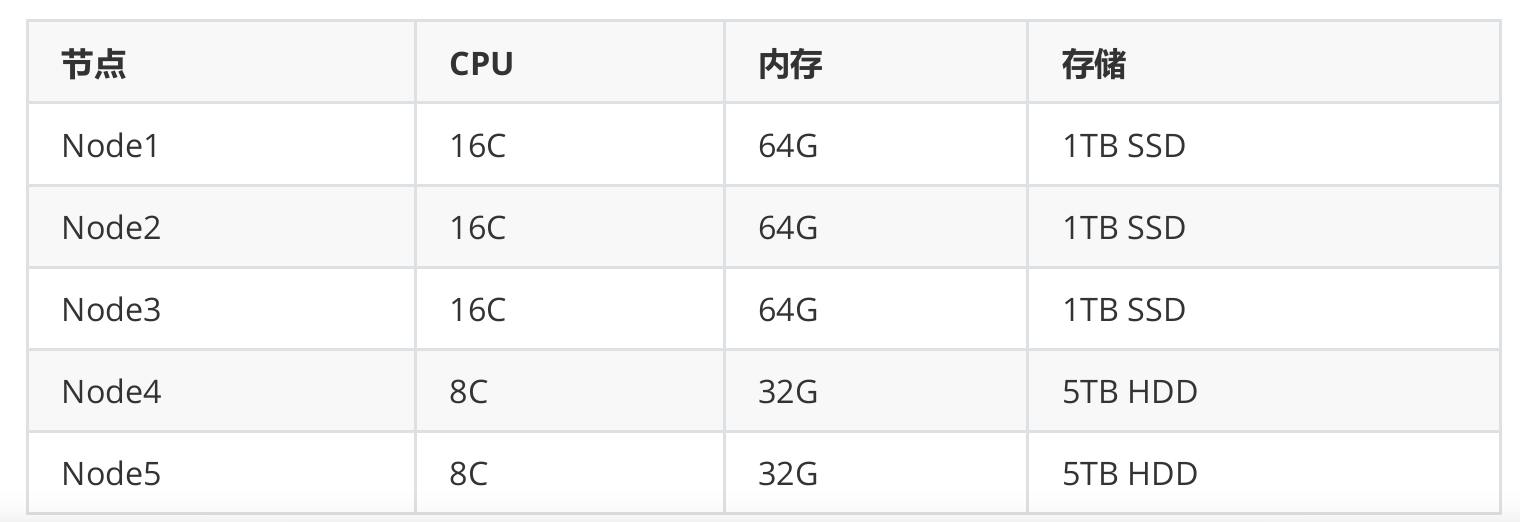 节点 CPU 内存 存储
Node1 16C 64G 1TB SSD
Node2 16C 64G 1TB SSD
Node3 16C 64G 1TB SSD
Node4 8C 32G 5TB HDD
Node5 8C 32G 5TB HDD